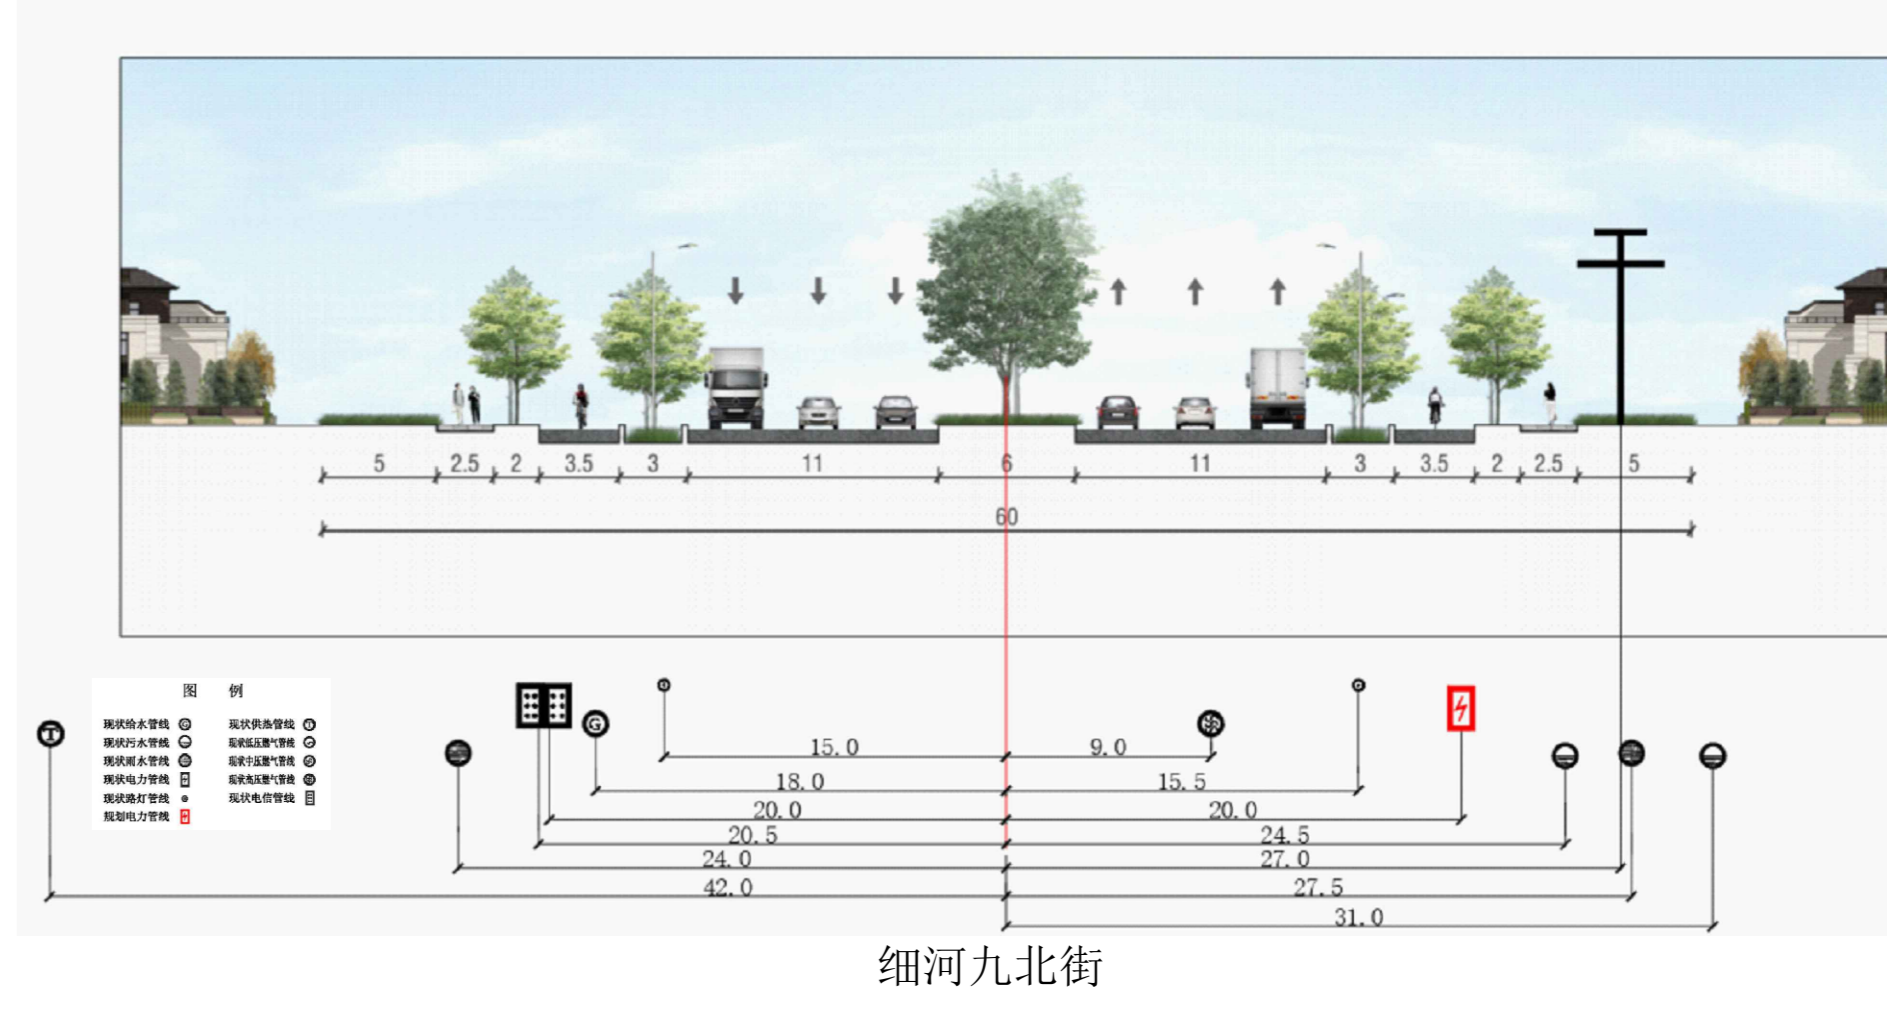 5 2.5 2 3.5 3 11 6 11 3 3.5 2 2.5 5
60
图 例
现状给水管线 G 现状供热管线 T
现状污水管线 现状低压燃气管线
现状雨水管线 现状中压燃气管线
现状电力管线 现状高压燃气管线
现状路灯管线 现状电信管线
规划电力管线
T
G
15.0 9.0
18.0 15.5
20.0 20.0
20.5 24.5
24.0 27.0
42.0 27.5
31.0
细河九北街